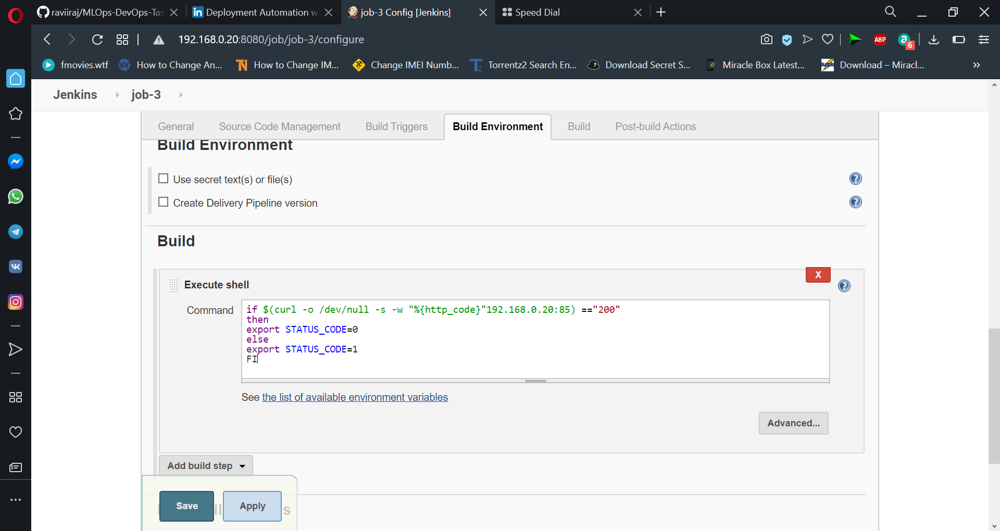 raviiraj/MLOps-DevOps-Tas
Deployment Automation w
job-3 Config [Jenkins]
Speed Dial
192.168.0.20:8080/job/job-3/configure
ABP
a
6
fmovies.wtf
How to Change An...
How to Change IM...
Change IMEI Numb...
Torrentz2 Search En...
Download Secret S...
Miracle Box Latest...
Download – Miracl...
Jenkins
job-3
General
Source Code Management
Build Triggers
Build Environment
Build
Post-build Actions
Build Environment
Use secret text(s) or file(s)
Create Delivery Pipeline version
Build
X
Execute shell
Command
if $(curl -o /dev/null -s -w "%{http_code}"192.168.0.20:85) =="200"
then
export STATUS_CODE=0
else
export STATUS_CODE=1
FI
See the list of available environment variables
Advanced...
Add build step
Save
Apply